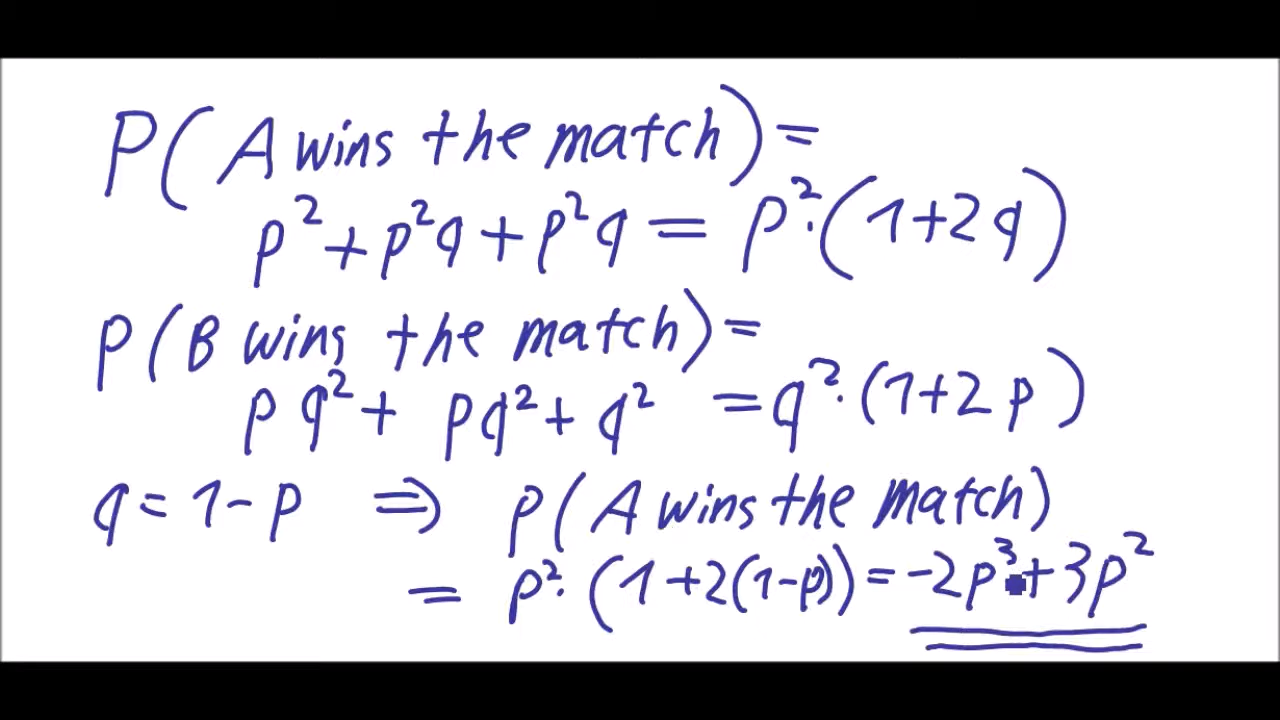 P(A wins the match)=
p²+p²q+p²q=p²·(1+2q)
P(B wins the match)=
pq²+pq²+q²=q²·(1+2p)
q=1-p ⇒ P(A wins the match)
=p²·(1+2(1-p))=-2p³+3p²